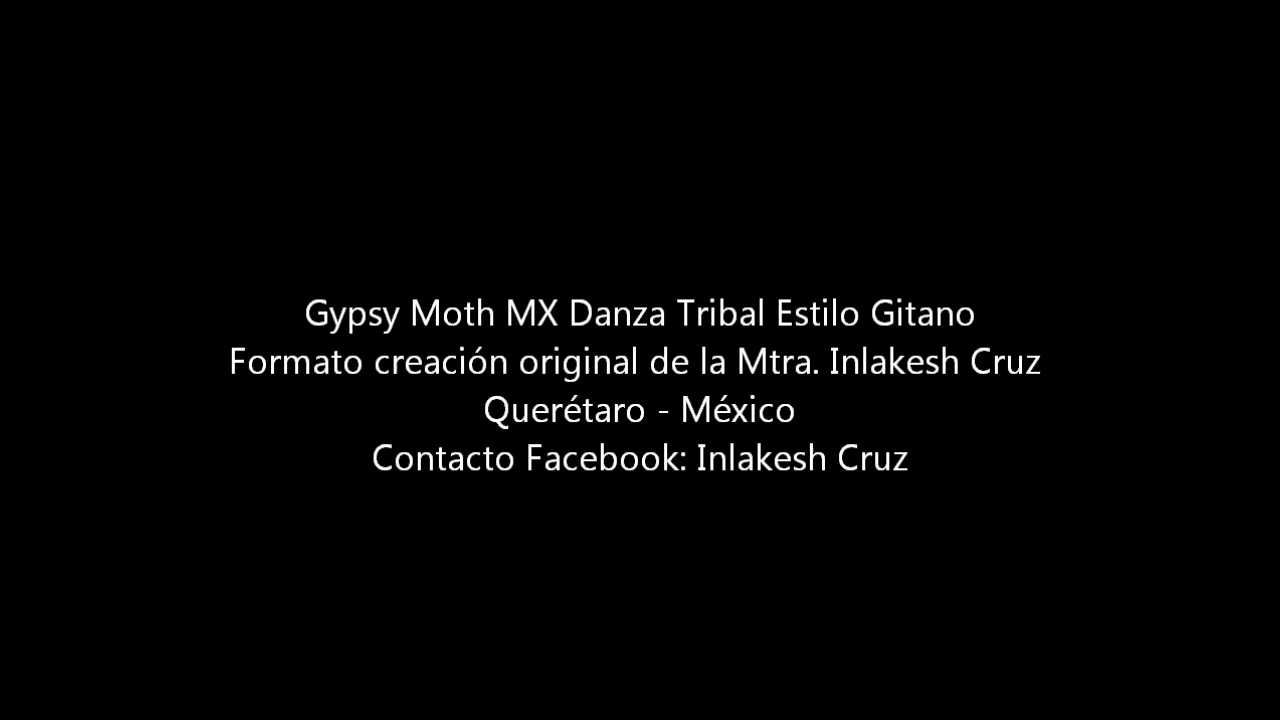 Gypsy Moth MX Danza Tribal Estilo Gitano
Formato creación original de la Mtra. Inlakesh Cruz
Querétaro - México
Contacto Facebook: Inlakesh Cruz